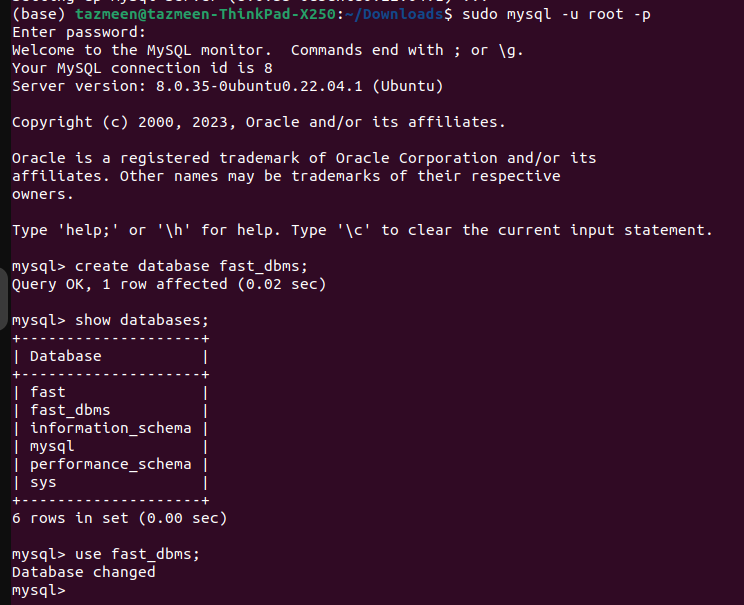 (base) tazmeen@tazmeen-ThinkPad-X250:~/Downloads$ sudo mysql -u root -p
Enter password:
Welcome to the MySQL monitor.  Commands end with ; or \g.
Your MySQL connection id is 8
Server version: 8.0.35-0ubuntu0.22.04.1 (Ubuntu)

Copyright (c) 2000, 2023, Oracle and/or its affiliates.

Oracle is a registered trademark of Oracle Corporation and/or its
affiliates. Other names may be trademarks of their respective
owners.

Type 'help;' or '\h' for help. Type '\c' to clear the current input statement.

mysql> create database fast_dbms;
Query OK, 1 row affected (0.02 sec)

mysql> show databases;
+--------------------+
| Database           |
+--------------------+
| fast               |
| fast_dbms          |
| information_schema |
| mysql              |
| performance_schema |
| sys                |
+--------------------+
6 rows in set (0.00 sec)

mysql> use fast_dbms;
Database changed
mysql>